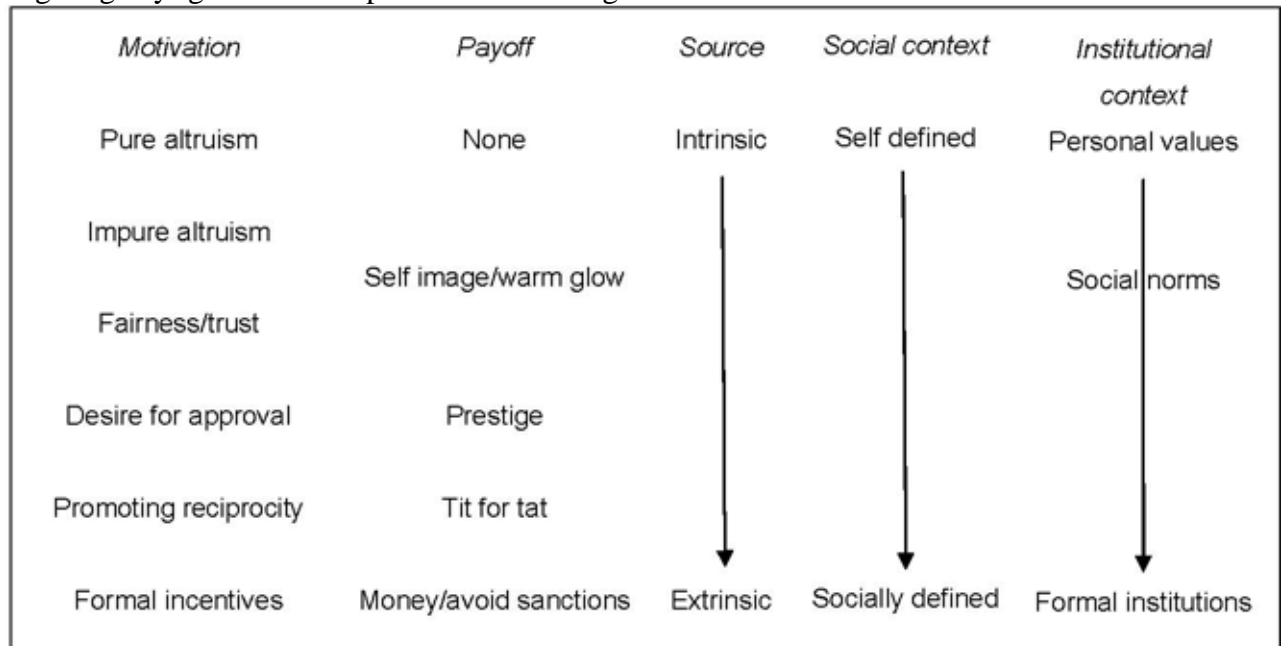 Motivation Payoff Source Social context Institutional context
Pure altruism None Intrinsic Self defined Personal values
Impure altruism
Self image/warm glow Social norms
Fairness/trust
Desire for approval Prestige
Promoting reciprocity Tit for tat
Formal incentives Money/avoid sanctions Extrinsic Socially defined Formal institutions